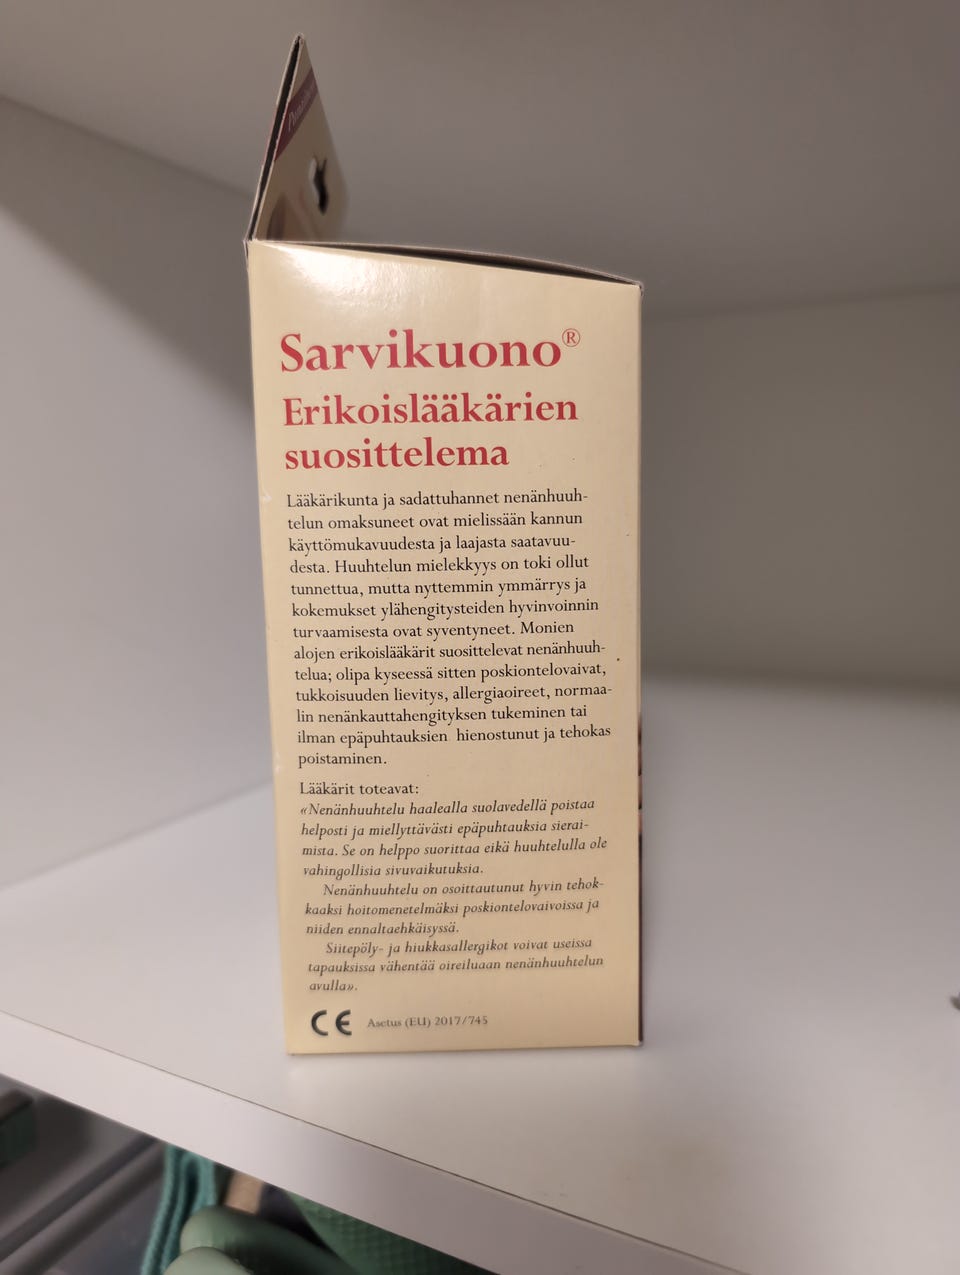 Sarvikuono®
Erikoislääkärien
suosittelema
Lääkärikunta ja sadattuhannet nenänhuuh-
telun omaksuneet ovat mielissään kannun
käyttömukavuudesta ja laajasta saatavuu-
desta. Huuhtelun mielekkyys on toki ollut
tunnettua, mutta nyttemmin ymmärrys ja
kokemukset ylähengitysteiden hyvinvoinnin
turvaamisesta ovat syventyneet. Monien
alojen erikoislääkärit suosittelevat nenänhuuh-
telua; olipa kyseessä sitten poskiontelovaivat,
tukkoisuuden lievitys, allergiaoireet, normaa-
lin nenänkauttahengityksen tukeminen tai
ilman epäpuhtauksien hienostunut ja tehokas
poistaminen.
Lääkärit toteavat:
«Nenänhuuhtelu haalealla suolavedellä poistaa
helposti ja miellyttävästi epäpuhtauksia sierai-
mista. Se on helppo suorittaa eikä huuhtelulla ole
vahingollisia sivuvaikutuksia.
Nenänhuuhtelu on osoittautunut hyvin tehok-
kaaksi hoitomenetelmäksi poskiontelovaivoissa ja
niiden ennaltaehkäisyssä.
Siitepöly- ja hiukkasallergikot voivat useissa
tapauksissa vähentää oireiluaan nenänhuuhtelun
avulla».
CE Asetus (EU) 2017/745